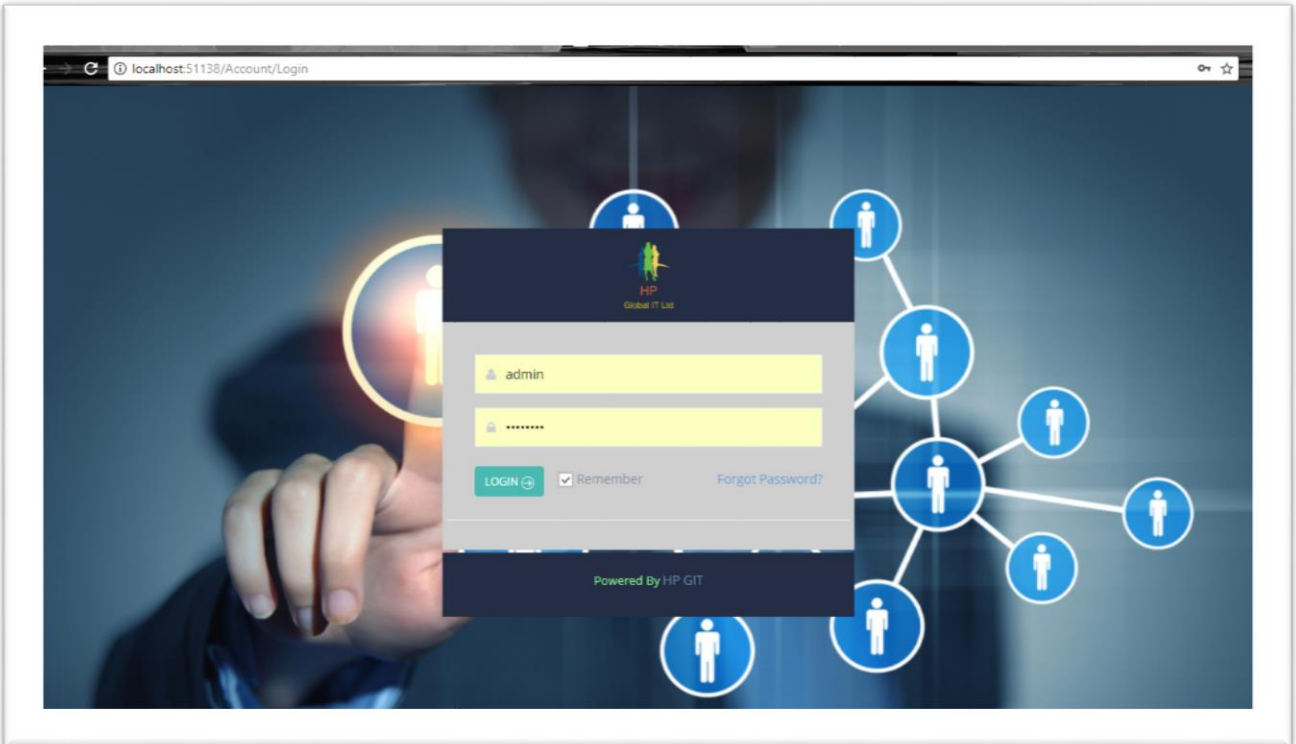 localhost:51138/Account/Login
HP
Global IT Ltd
admin
••••••••
LOGIN
Remember
Forgot Password?
Powered By HP GIT